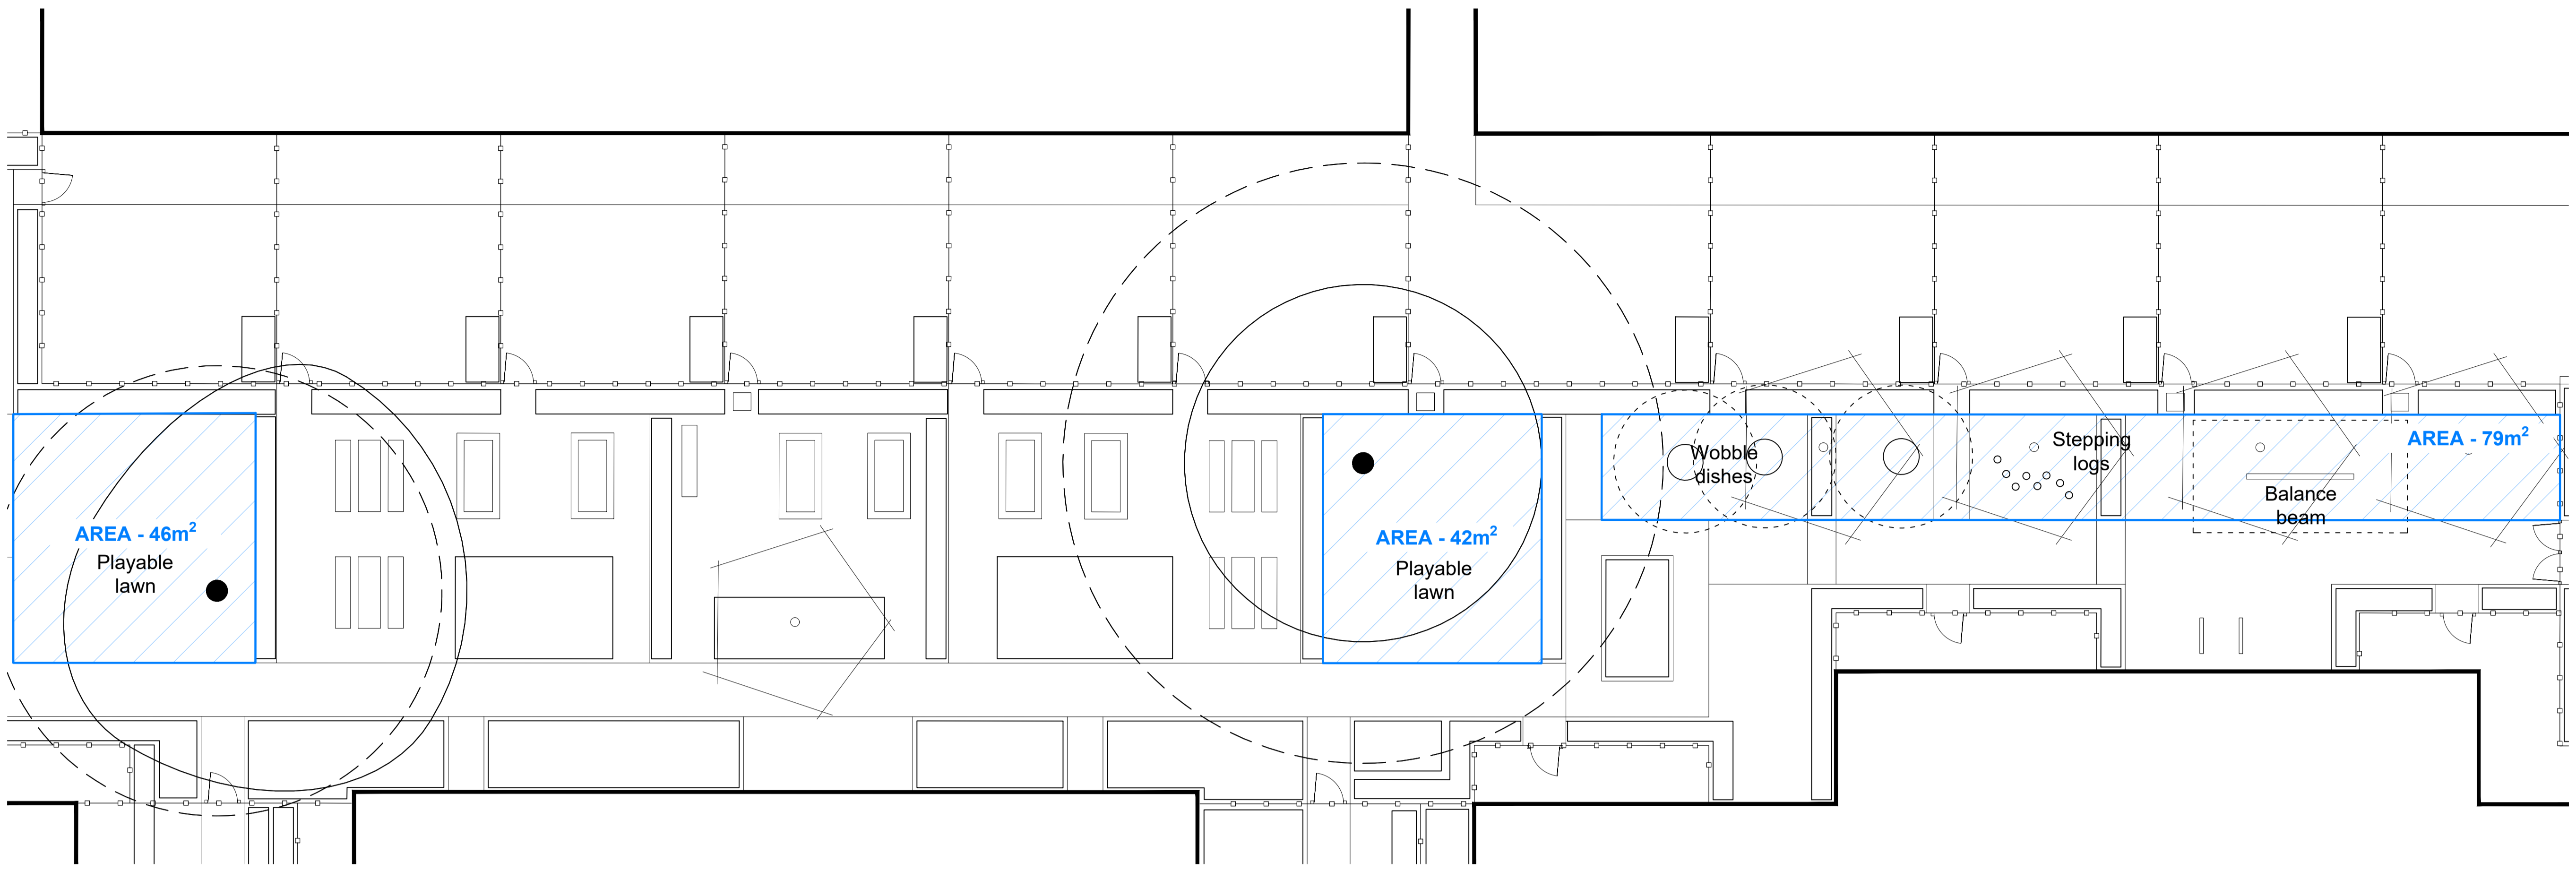 AREA - 46m²
Playable
lawn
AREA - 42m²
Playable
lawn
Wobble
dishes
Stepping
logs
Balance
beam
AREA - 79m²